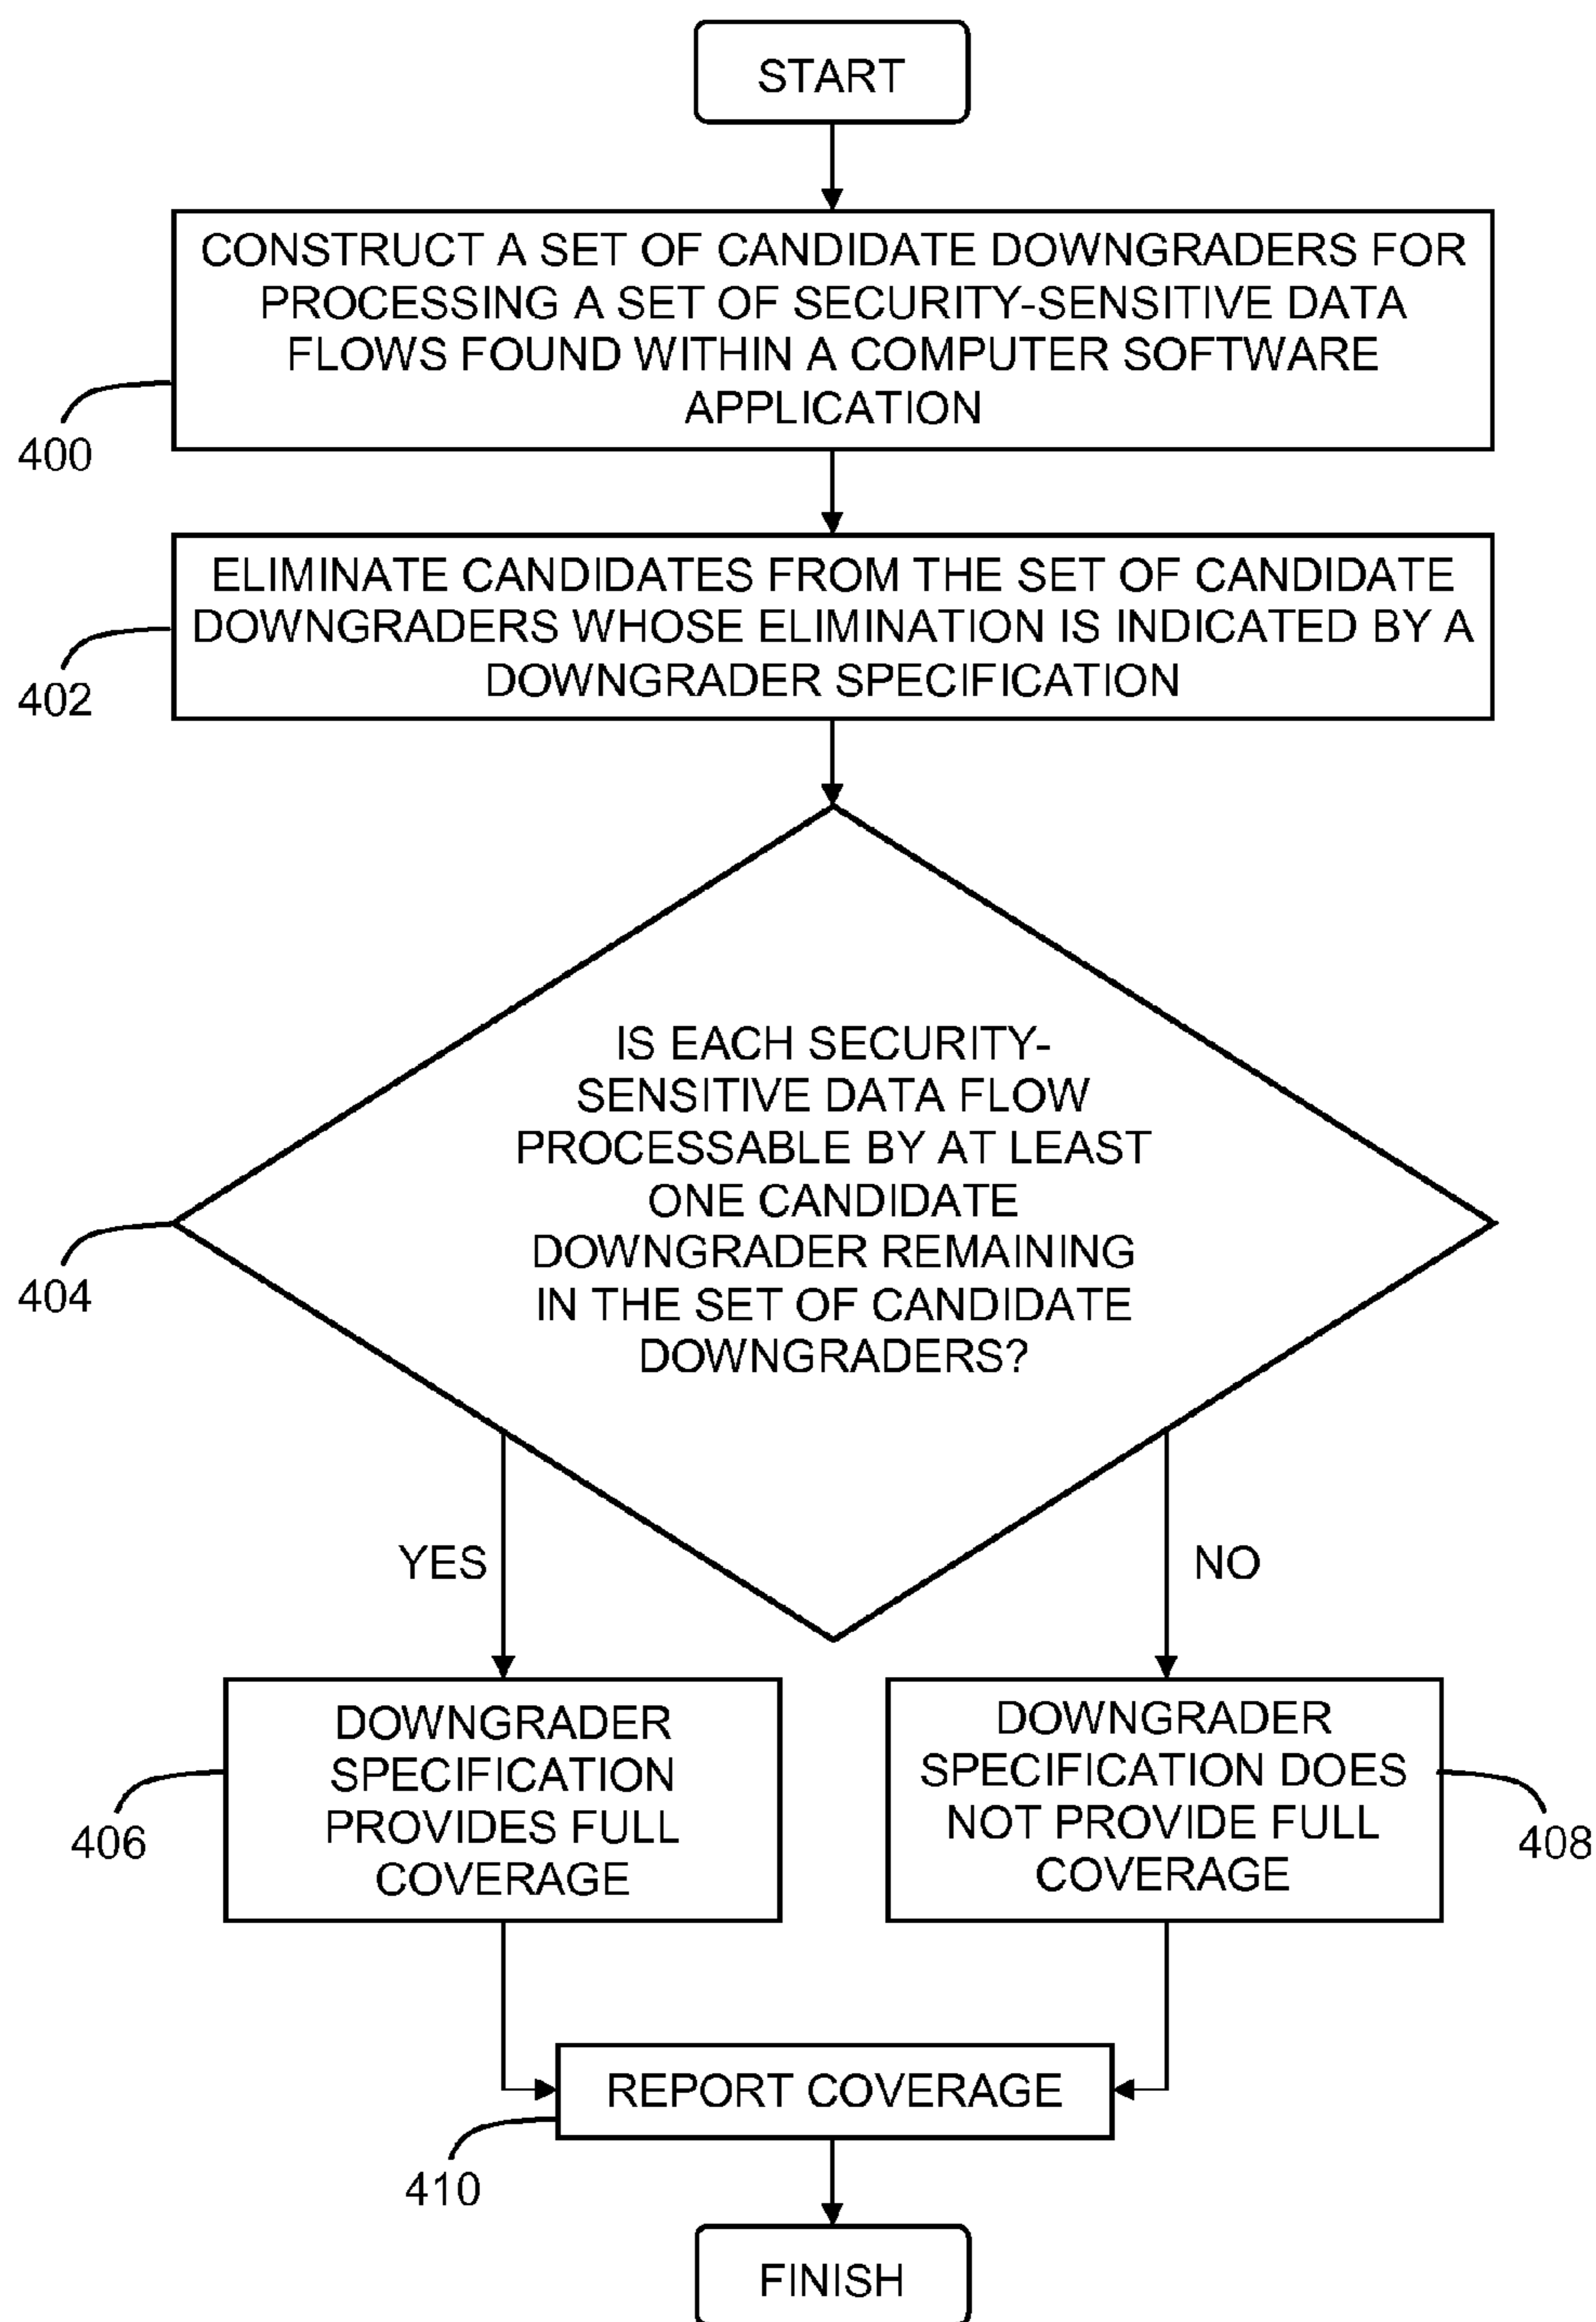 START
CONSTRUCT A SET OF CANDIDATE DOWNGRADERS FOR
PROCESSING A SET OF SECURITY-SENSITIVE DATA
FLOWS FOUND WITHIN A COMPUTER SOFTWARE
APPLICATION
400
ELIMINATE CANDIDATES FROM THE SET OF CANDIDATE
DOWNGRADERS WHOSE ELIMINATION IS INDICATED BY A
DOWNGRADER SPECIFICATION
402
IS EACH SECURITY-
SENSITIVE DATA FLOW
PROCESSABLE BY AT LEAST
ONE CANDIDATE
DOWNGRADER REMAINING
IN THE SET OF CANDIDATE
DOWNGRADERS?
404
YES
NO
DOWNGRADER
SPECIFICATION
PROVIDES FULL
COVERAGE
406
DOWNGRADER
SPECIFICATION DOES
NOT PROVIDE FULL
COVERAGE
408
REPORT COVERAGE
410
FINISH